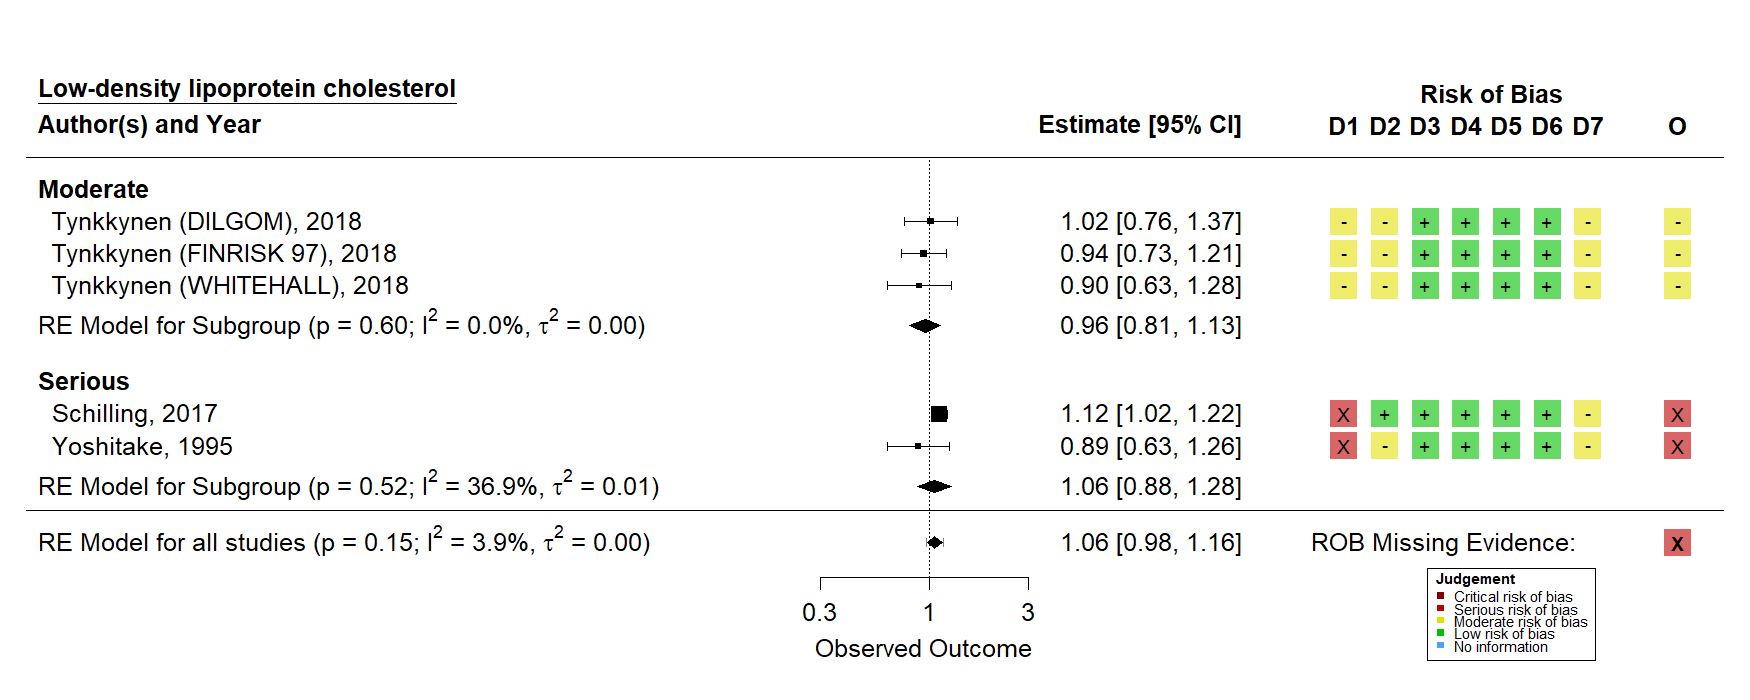 Low-density lipoprotein cholesterol
Risk of Bias
Author(s) and Year Estimate [95% CI] D1 D2 D3 D4 D5 D6 D7 O
Moderate
Tynkkynen (DILGOM), 2018 1.02 [0.76, 1.37] - - + + + + - -
Tynkkynen (FINRISK 97), 2018 0.94 [0.73, 1.21] - - + + + + - -
Tynkkynen (WHITEHALL), 2018 0.90 [0.63, 1.28] - - + + + + - -
RE Model for Subgroup (p = 0.60; I² = 0.0%, τ² = 0.00) 0.96 [0.81, 1.13]
Serious
Schilling, 2017 1.12 [1.02, 1.22] X + + + + + - X
Yoshitake, 1995 0.89 [0.63, 1.26] X - + + + + - X
RE Model for Subgroup (p = 0.52; I² = 36.9%, τ² = 0.01) 1.06 [0.88, 1.28]
RE Model for all studies (p = 0.15; I² = 3.9%, τ² = 0.00) 1.06 [0.98, 1.16] ROB Missing Evidence: X
0.3 1 3
Observed Outcome
Judgement
Critical risk of bias
Serious risk of bias
Moderate risk of bias
Low risk of bias
No information